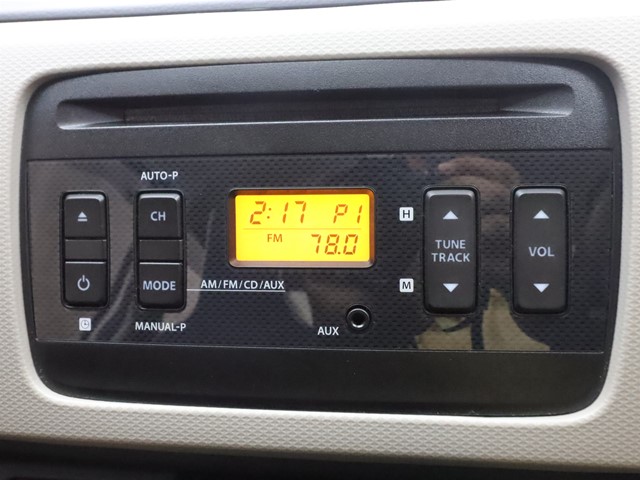 AUTO-P
CH
2:17 P1
H
FM
78.0
TUNE
TRACK
VOL
MODE
AM/FM/CD/AUX
M
MANUAL-P
AUX